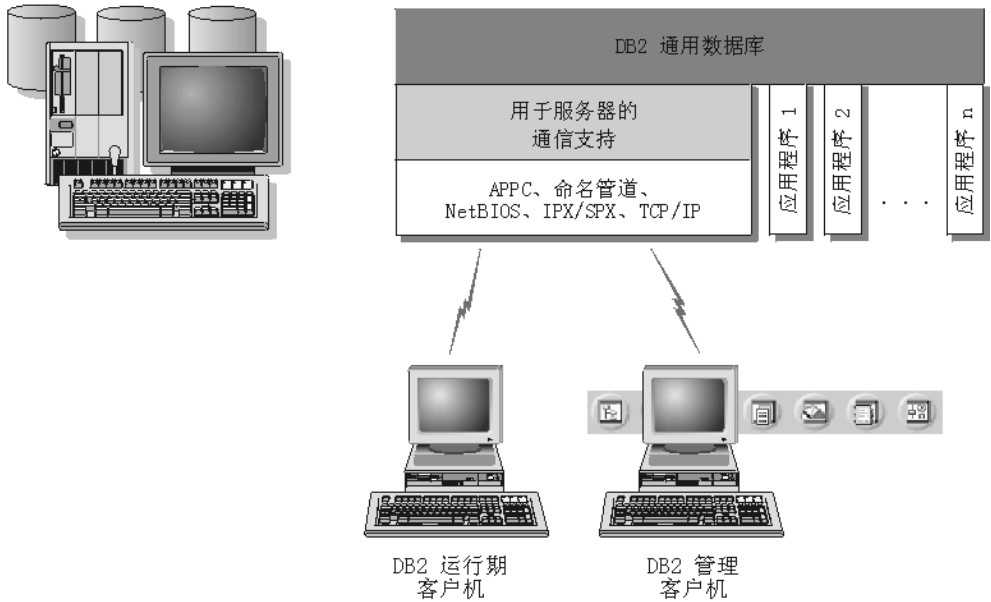 DB2 通用数据库
用于服务器的
通信支持
APPC、命名管道、
NetBIOS、IPX/SPX、TCP/IP
应用程序 1
应用程序 2
. . .
应用程序 n
DB2 运行期
客户机
DB2 管理
客户机